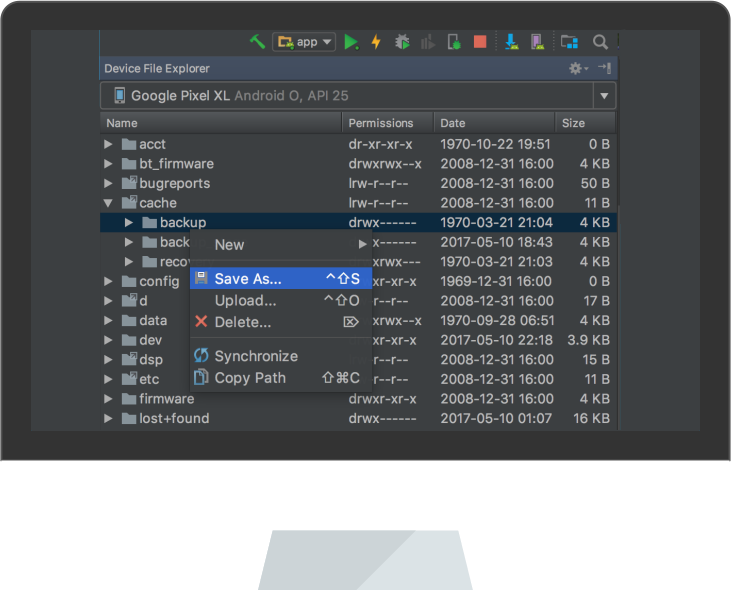 app
Device File Explorer
Google Pixel XL Android O, API 25
Name Permissions Date Size
acct dr-xr-xr-x 1970-10-22 19:51 0 B
bt_firmware drwxrwx--x 2008-12-31 16:00 4 KB
bugreports lrw-r--r-- 2008-12-31 16:00 50 B
cache lrw-r--r-- 2008-12-31 16:00 11 B
backup drwx------ 1970-03-21 21:04 4 KB
back x------ 2017-05-10 18:43 4 KB
New
reco xrwx--- 1970-03-21 21:03 4 KB
config xr-xr-x 1969-12-31 16:00 0 B
Save As... ^⇧S
d r--r-- 2008-12-31 16:00 17 B
Upload... ^⇧O
data xrwx--x 1970-09-28 06:51 4 KB
Delete... ⌦
dev xr-xr-x 2017-05-10 22:18 3.9 KB
dsp r--r-- 2008-12-31 16:00 15 B
Synchronize
etc r--r-- 2008-12-31 16:00 11 B
Copy Path ⇧⌘C
firmware drwxr-xr-x 2008-12-31 16:00 4 KB
lost+found drwx------ 2017-05-10 01:07 16 KB